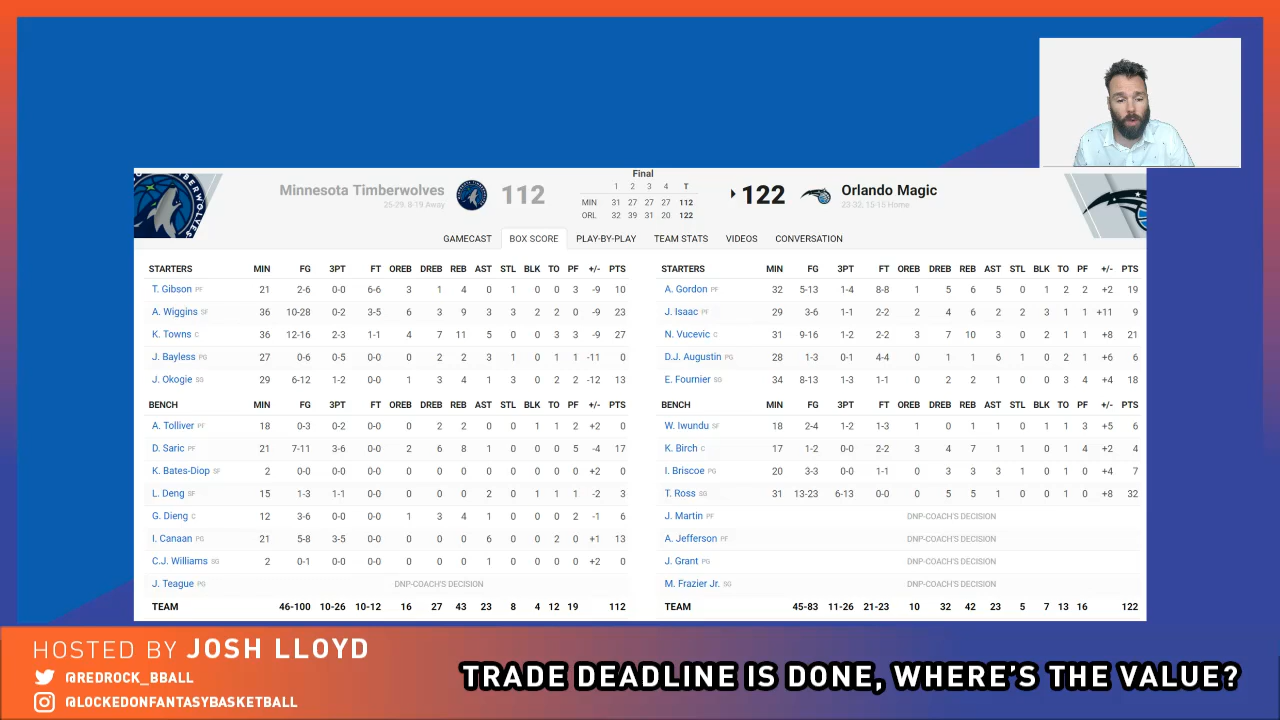 Final
Minnesota Timberwolves 112 1 2 3 4 T 122 Orlando Magic
25-29, 8-19 Away MIN 31 27 27 27 112 23-32, 15-15 Home
ORL 32 39 31 20 122
GAMECAST BOX SCORE PLAY-BY-PLAY TEAM STATS VIDEOS CONVERSATION
STARTERS MIN FG 3PT FT OREB DREB REB AST STL BLK TO PF +/- PTS
T. Gibson PF 21 2-6 0-0 6-6 3 1 4 0 1 0 0 3 -9 10
A. Wiggins SF 36 10-28 0-2 3-5 6 3 9 3 3 2 2 0 -9 23
K. Towns C 36 12-16 2-3 1-1 4 7 11 5 0 0 3 3 -9 27
J. Bayless PG 27 0-6 0-5 0-0 0 2 2 3 1 0 1 1 -11 0
J. Okogie SG 29 6-12 1-2 0-0 1 3 4 1 3 0 2 2 -12 13
BENCH MIN FG 3PT FT OREB DREB REB AST STL BLK TO PF +/- PTS
A. Tolliver PF 18 0-3 0-2 0-0 0 2 2 0 0 1 1 2 +2 0
D. Saric PF 21 7-11 3-6 0-0 2 6 8 1 0 0 0 5 -4 17
K. Bates-Diop SF 2 0-0 0-0 0-0 0 0 0 0 0 0 0 0 +2 0
L. Deng SF 15 1-3 1-1 0-0 0 0 0 2 0 1 1 1 -2 3
G. Dieng C 12 3-6 0-0 0-0 1 3 4 1 0 0 0 2 -1 6
I. Canaan PG 21 5-8 3-5 0-0 0 0 0 6 0 0 2 0 +1 13
C.J. Williams SG 2 0-1 0-0 0-0 0 0 0 1 0 0 0 0 +2 0
J. Teague PG DNP-COACH'S DECISION
TEAM 46-100 10-26 10-12 16 27 43 23 8 4 12 19 112
STARTERS MIN FG 3PT FT OREB DREB REB AST STL BLK TO PF +/- PTS
A. Gordon PF 32 5-13 1-4 8-8 1 5 6 5 0 1 2 2 +2 19
J. Isaac PF 29 3-6 1-1 2-2 2 4 6 2 2 3 1 1 +11 9
N. Vucevic C 31 9-16 1-2 2-2 3 7 10 3 0 2 1 1 +8 21
D.J. Augustin PG 28 1-3 0-1 4-4 0 1 1 6 1 0 2 1 +6 6
E. Fournier SG 34 8-13 1-3 1-1 0 2 2 1 0 0 3 4 +4 18
BENCH MIN FG 3PT FT OREB DREB REB AST STL BLK TO PF +/- PTS
W. Iwundu SF 18 2-4 1-2 1-3 1 0 1 1 0 1 1 3 +5 6
K. Birch C 17 1-2 0-0 2-2 3 4 7 1 1 0 1 4 +2 4
I. Briscoe PG 20 3-3 0-0 1-1 0 3 3 3 1 0 1 0 +4 7
T. Ross SG 31 13-23 6-13 0-0 0 5 5 1 0 0 1 0 +8 32
J. Martin PF DNP-COACH'S DECISION
A. Jefferson PF DNP-COACH'S DECISION
J. Grant PG DNP-COACH'S DECISION
M. Frazier Jr. SG DNP-COACH'S DECISION
TEAM 45-83 11-26 21-23 10 32 42 23 5 7 13 16 122
HOSTED BY JOSH LLOYD
@REDROCK_BBALL
@LOCKEDONFANTASYBASKETBALL
TRADE DEADLINE IS DONE, WHERE'S THE VALUE?